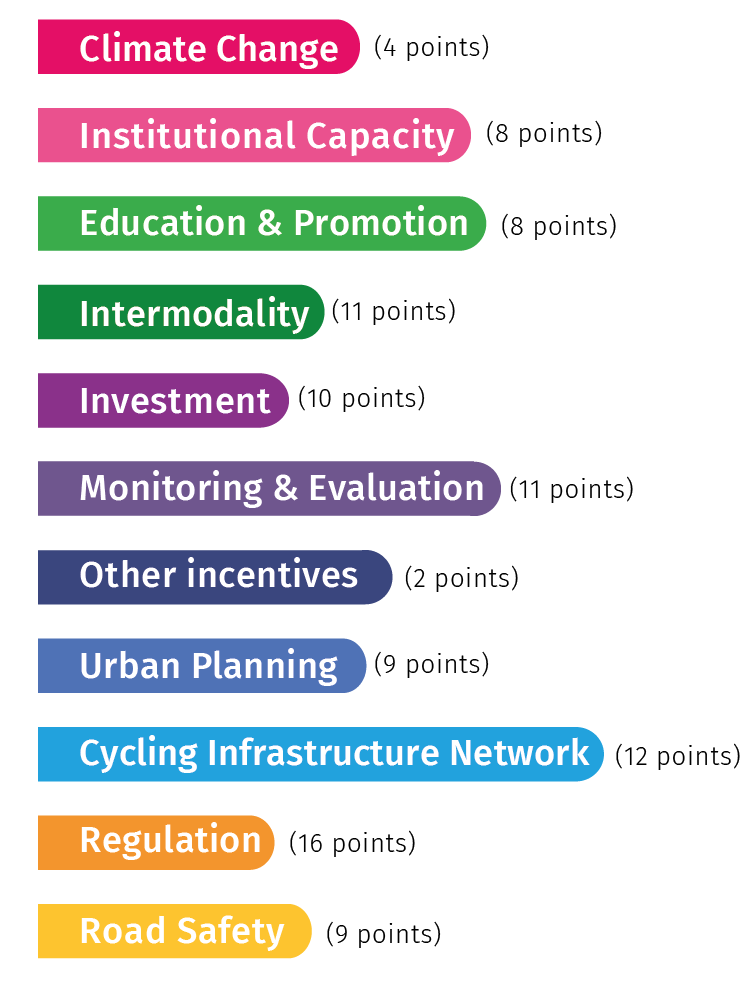 Climate Change (4 points)
Institutional Capacity (8 points)
Education & Promotion (8 points)
Intermodality (11 points)
Investment (10 points)
Monitoring & Evaluation (11 points)
Other incentives (2 points)
Urban Planning (9 points)
Cycling Infrastructure Network (12 points)
Regulation (16 points)
Road Safety (9 points)